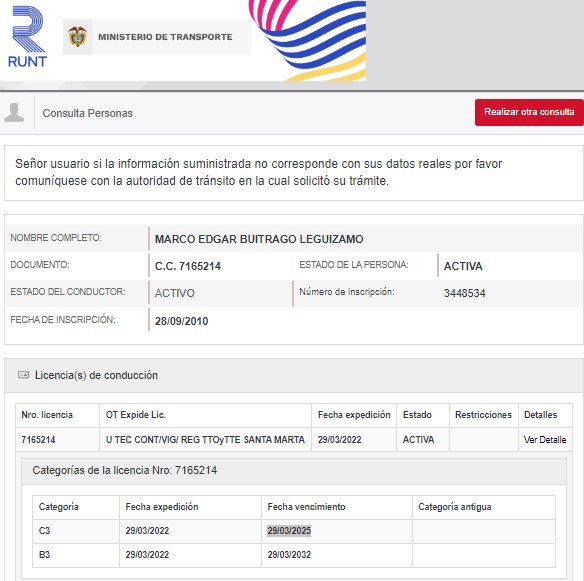 RUNT
MINISTERIO DE TRANSPORTE
Consulta Personas
Realizar otra consulta
Señor usuario si la información suministrada no corresponde con sus datos reales por favor
comuníquese con la autoridad de tránsito en la cual solicitó su trámite.
NOMBRE COMPLETO: MARCO EDGAR BUITRAGO LEGUIZAMO
DOCUMENTO: C.C. 7165214 ESTADO DE LA PERSONA: ACTIVA
ESTADO DEL CONDUCTOR: ACTIVO Número de inscripción: 3448534
FECHA DE INSCRIPCIÓN: 28/09/2010
Licencia(s) de conducción
Nro. licencia OT Expide Lic. Fecha expedición Estado Restricciones Detalles
7165214 U TEC CONT/VIG/ REG TTOyTTE SANTA MARTA 29/03/2022 ACTIVA Ver Detalle
Categorías de la licencia Nro: 7165214
Categoría Fecha expedición Fecha vencimiento Categoría antigua
C3 29/03/2022 29/03/2025
B3 29/03/2022 29/03/2032